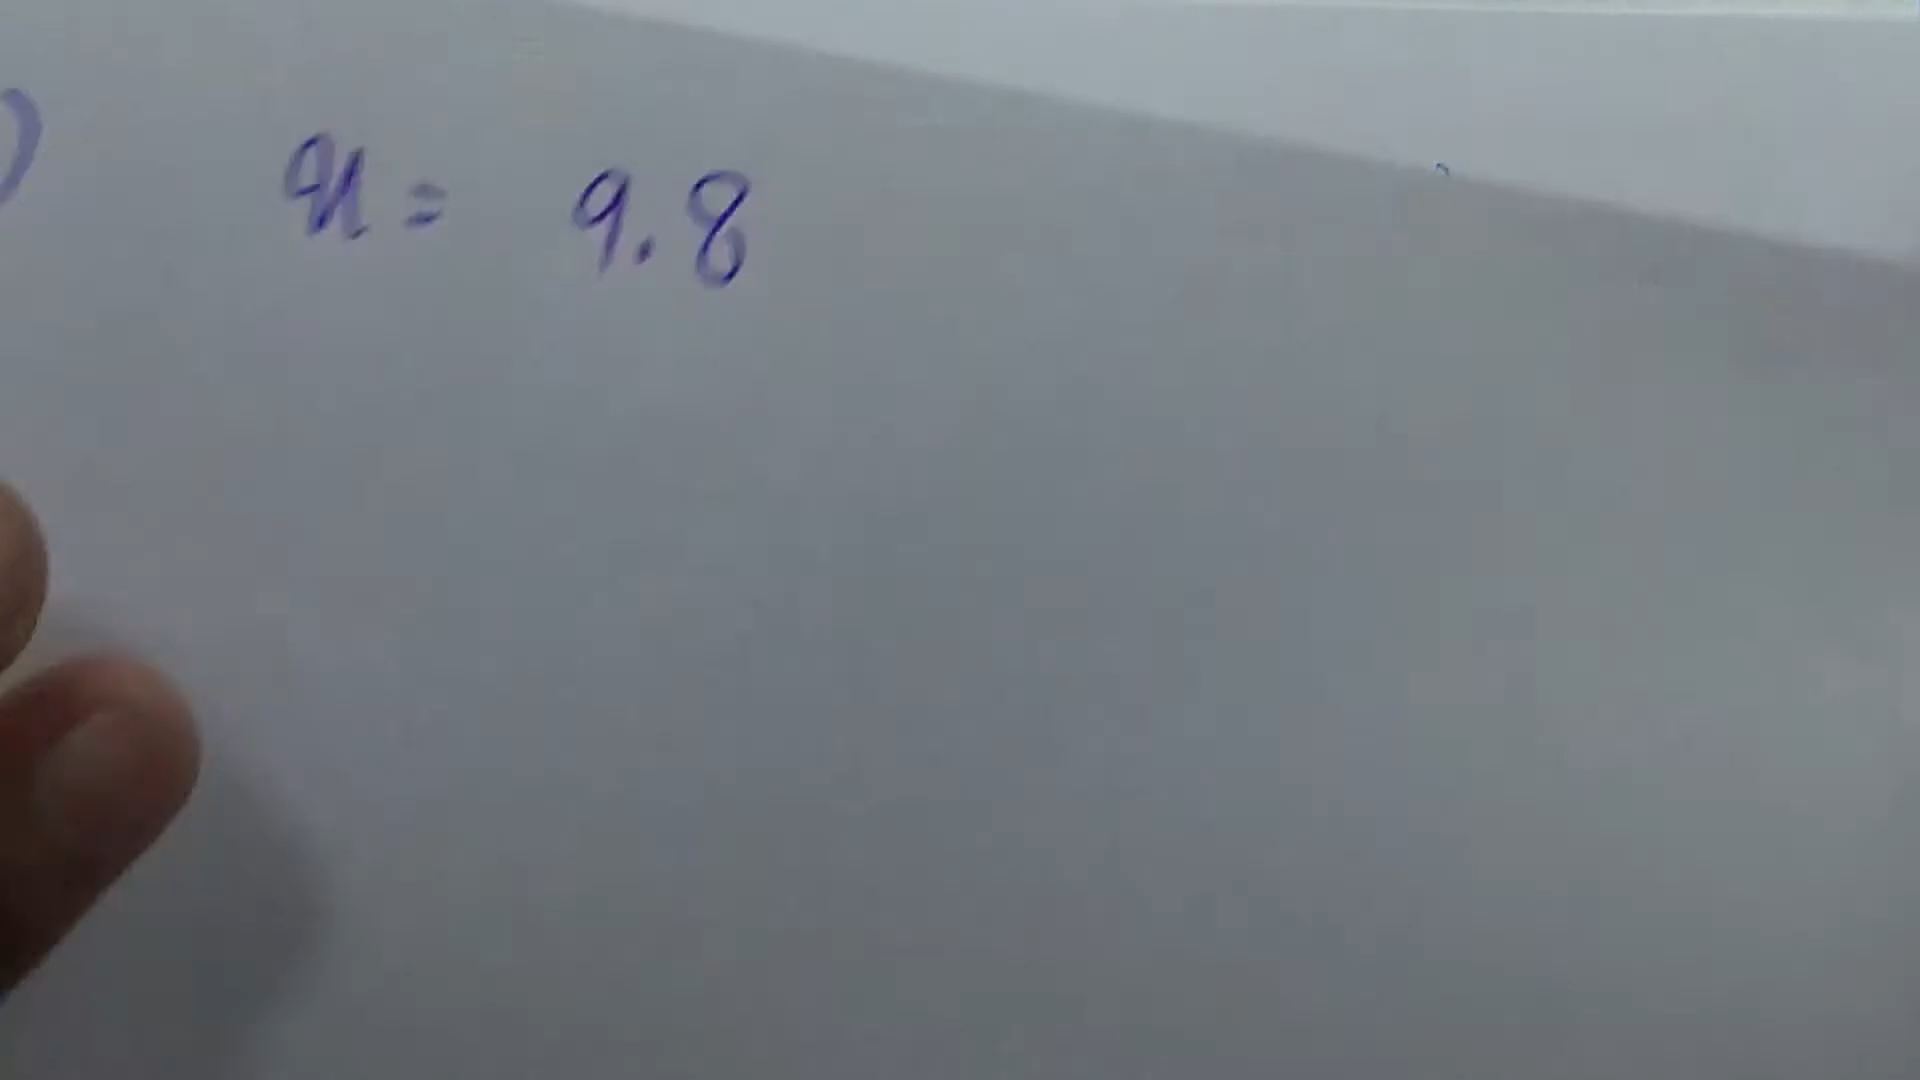 ) x = 9.8